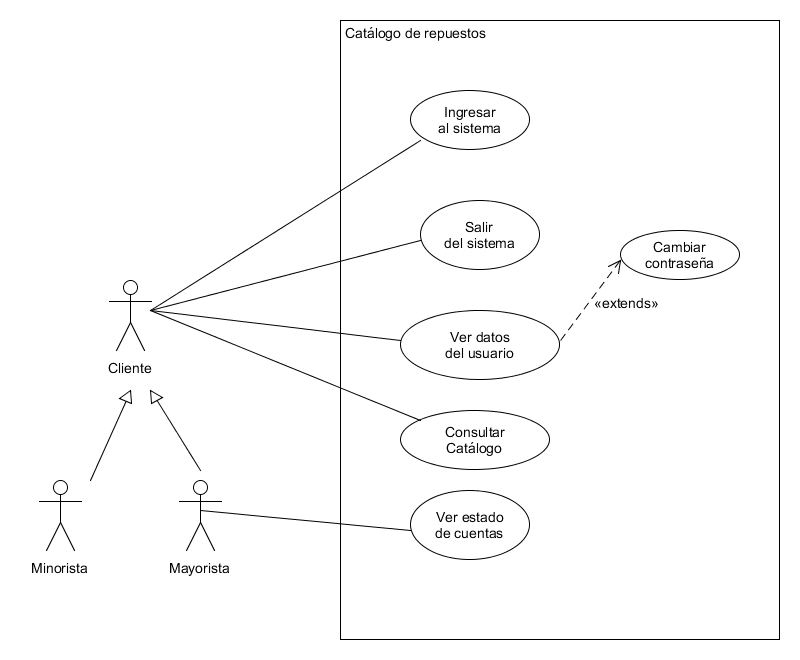 Catálogo de repuestos
Ingresar
al sistema
Salir
del sistema
Cambiar
contraseña
«extends»
Ver datos
del usuario
Cliente
Consultar
Catálogo
Ver estado
de cuentas
Minorista
Mayorista